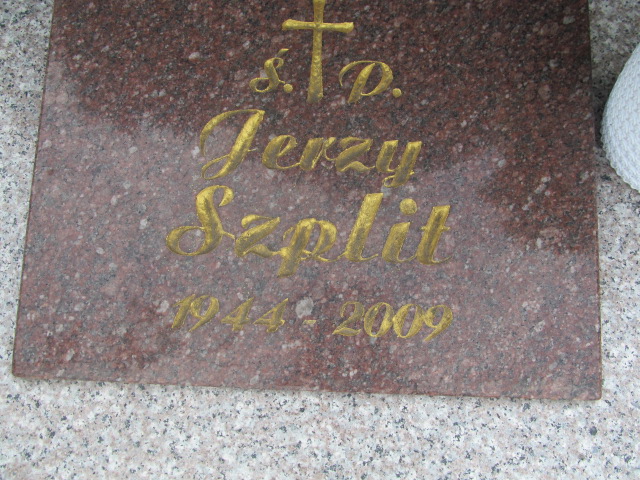 ś. p.
Jerzy
Szplit
1944 - 2009